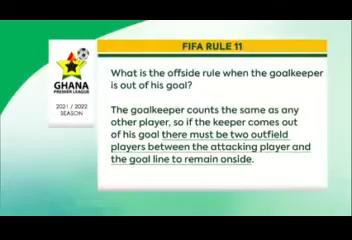 FIFA RULE 11
What is the offside rule when the goalkeeper
is out of his goal?
The goalkeeper counts the same as any
other player, so if the keeper comes out
of his goal there must be two outfield
players between the attacking player and
the goal line to remain onside.
GHANA
PREMIER LEAGUE
2021 / 2022
SEASON